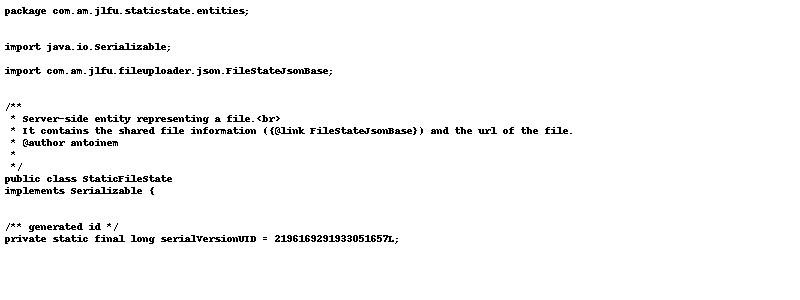 package com.am.jlfu.staticstate.entities;
import java.io.Serializable;
import com.am.jlfu.fileuploader.json.FileStateJsonBase;
/**
* Server-side entity representing a file.<br>
* It contains the shared file information ({@link FileStateJsonBase}) and the url of the file.
* @author antoinem
*
*/
public class StaticFileState
implements Serializable {
/** generated id */
private static final long serialVersionUID = 2196169291933051657L;